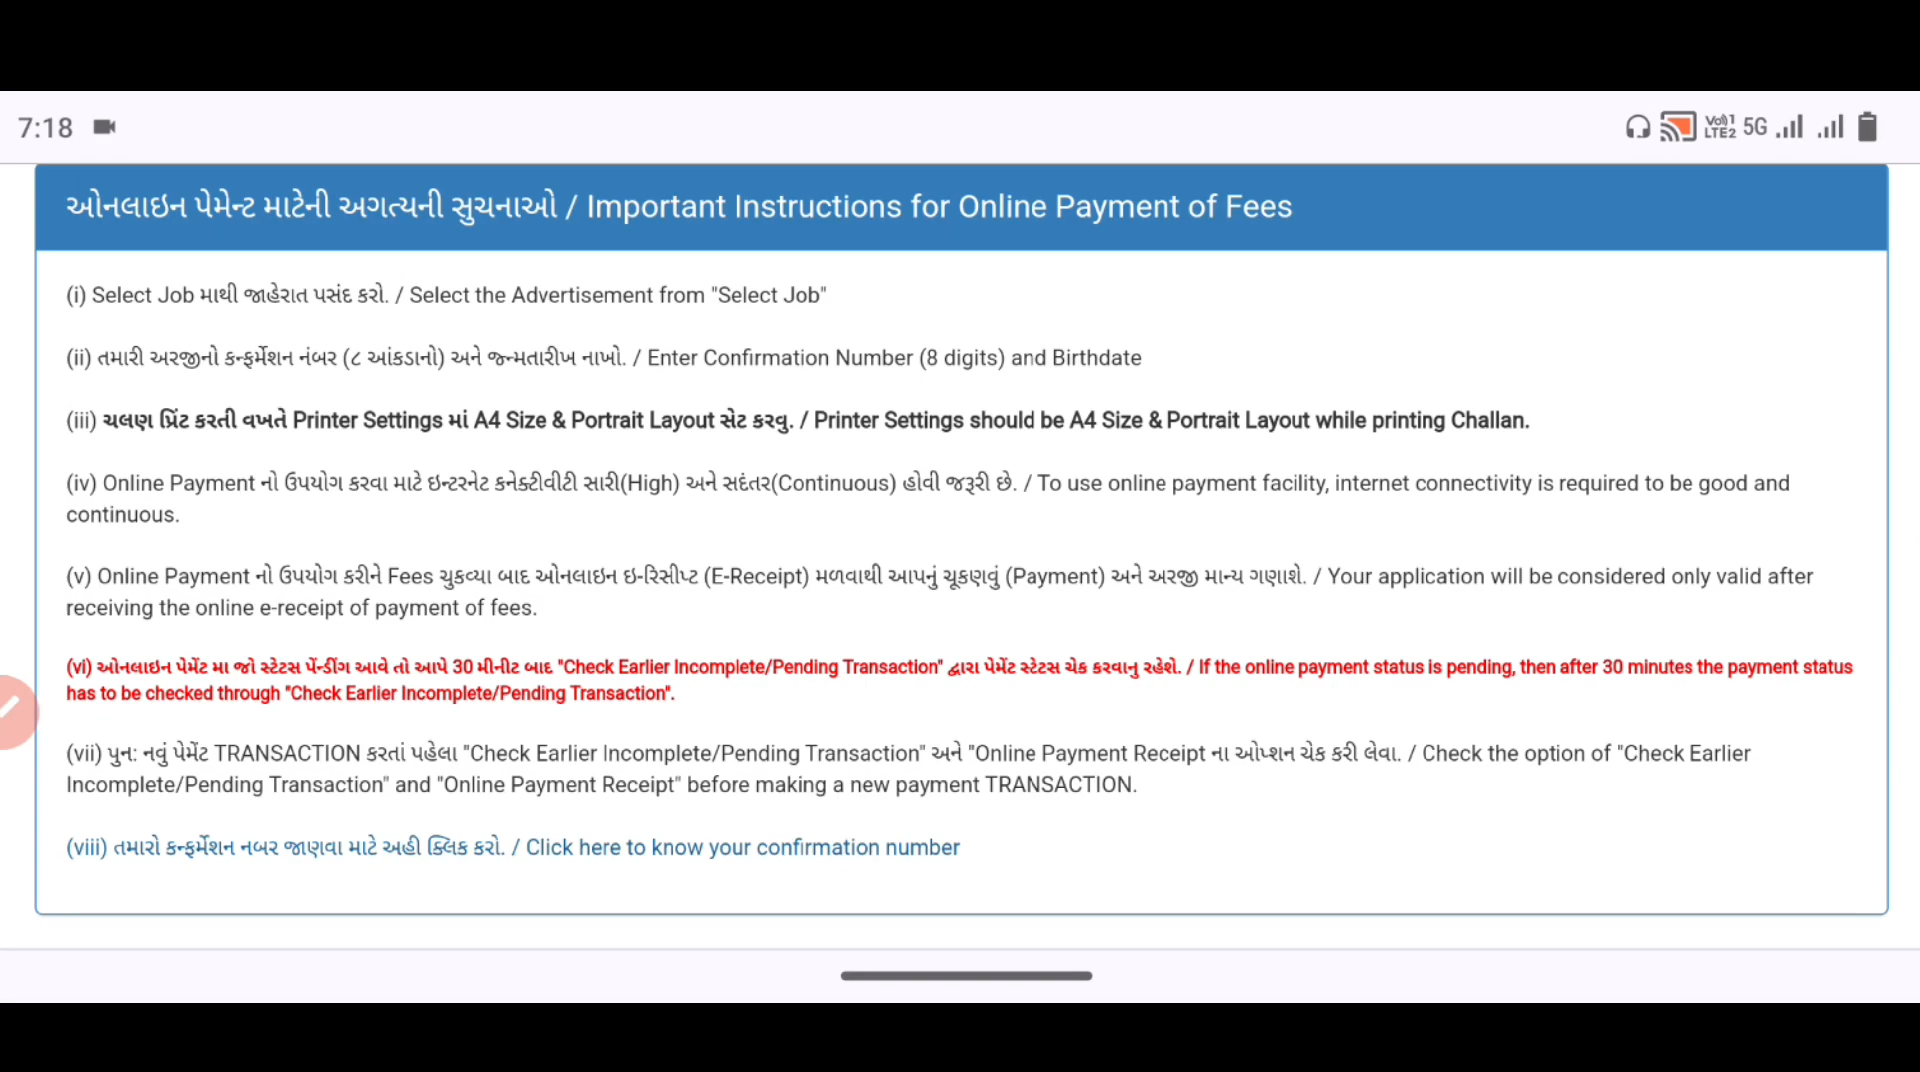 7:18
Vo)) 1 LTE2 5G
ઓનલાઇન પેમેન્ટ માટેની અગત્યની સુચનાઓ / Important Instructions for Online Payment of Fees
(i) Select Job માથી જાહેરાત પસંદ કરો. / Select the Advertisement from "Select Job"
(ii) તમારી અરજીનો કન્ફર્મેશન નંબર (૮ આંકડાનો) અને જન્મતારીખ નાખો. / Enter Confirmation Number (8 digits) and Birthdate
(iii) ચલણ પ્રિંટ કરતી વખતે Printer Settings માં A4 Size & Portrait Layout સેટ કરવુ. / Printer Settings should be A4 Size & Portrait Layout while printing Challan.
(iv) Online Payment નો ઉપયોગ કરવા માટે ઇન્ટરનેટ કનેક્ટીવીટી સારી(High) અને સદંતર(Continuous) હોવી જરૂરી છે. / To use online payment facility, internet connectivity is required to be good and
continuous.
(v) Online Payment નો ઉપયોગ કરીને Fees ચુકવ્યા બાદ ઓનલાઇન ઇ-રિસીપ્ટ (E-Receipt) મળવાથી આપનું ચૂકણવું (Payment) અને અરજી માન્ય ગણાશે. / Your application will be considered only valid after
receiving the online e-receipt of payment of fees.
(vi) ઓનલાઇન પેમેંટ મા જો સ્ટેટસ પેંન્ડીંગ આવે તો આપે 30 મીનીટ બાદ "Check Earlier Incomplete/Pending Transaction" દ્વારા પેમેંટ સ્ટેટસ ચેક કરવાનુ રહેશે. / If the online payment status is pending, then after 30 minutes the payment status
has to be checked through "Check Earlier Incomplete/Pending Transaction".
(vii) પુન: નવું પેમેંટ TRANSACTION કરતાં પહેલા "Check Earlier Incomplete/Pending Transaction" અને "Online Payment Receipt ના ઓપ્શન ચેક કરી લેવા. / Check the option of "Check Earlier
Incomplete/Pending Transaction" and "Online Payment Receipt" before making a new payment TRANSACTION.
(viii) તમારો કન્ફર્મેશન નબર જાણવા માટે અહી ક્લિક કરો. / Click here to know your confirmation number